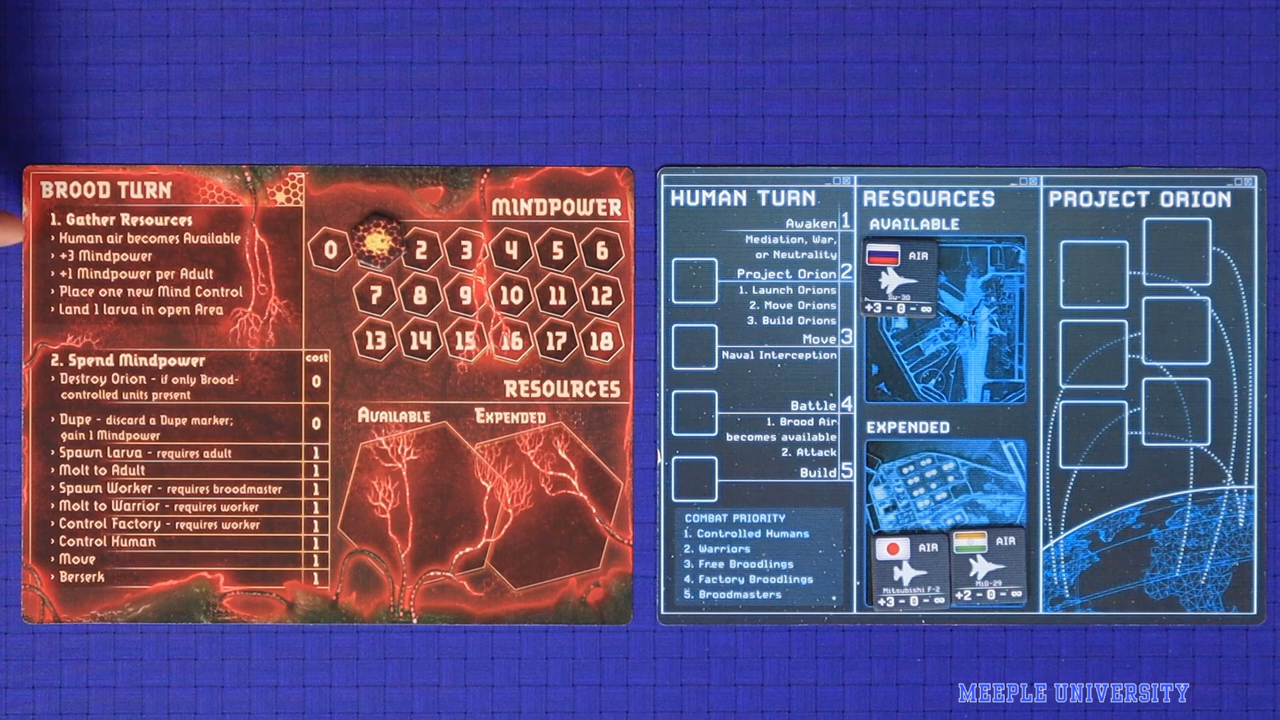 BROOD TURN
1. Gather Resources
› Human air becomes Available
› +3 Mindpower
› +1 Mindpower per Adult
› Place one new Mind Control
› Land 1 larva in open Area
2. Spend Mindpower cost
› Destroy Orion - if only Brood-
controlled units present 0
› Dupe - discard a Dupe marker;
gain 1 Mindpower 0
› Spawn Larva - requires adult 1
› Molt to Adult 1
› Spawn Worker - requires broodmaster 1
› Molt to Warrior - requires worker 1
› Control Factory - requires worker 1
› Control Human 1
› Move 1
› Berserk 1
MINDPOWER
0 2 3 4 5 6
7 8 9 10 11 12
13 14 15 16 17 18
RESOURCES
AVAILABLE EXPENDED
HUMAN TURN
Awaken 1
Mediation, War,
or Neutrality
Project Orion 2
1. Launch Orions
2. Move Orions
3. Build Orions
Move 3
Naval Interception
Battle 4
1. Brood Air
becomes available
2. Attack
Build 5
COMBAT PRIORITY
1. Controlled Humans
2. Warriors
3. Free Broodlings
4. Factory Broodlings
5. Broodmasters
RESOURCES
AVAILABLE
AIR
Su-30
+3 - 0 - ∞
EXPENDED
AIR
Mitsubishi F-2
+3 - 0 - ∞
AIR
MiG-29
+2 - 0 - ∞
PROJECT ORION
MEEPLE UNIVERSITY